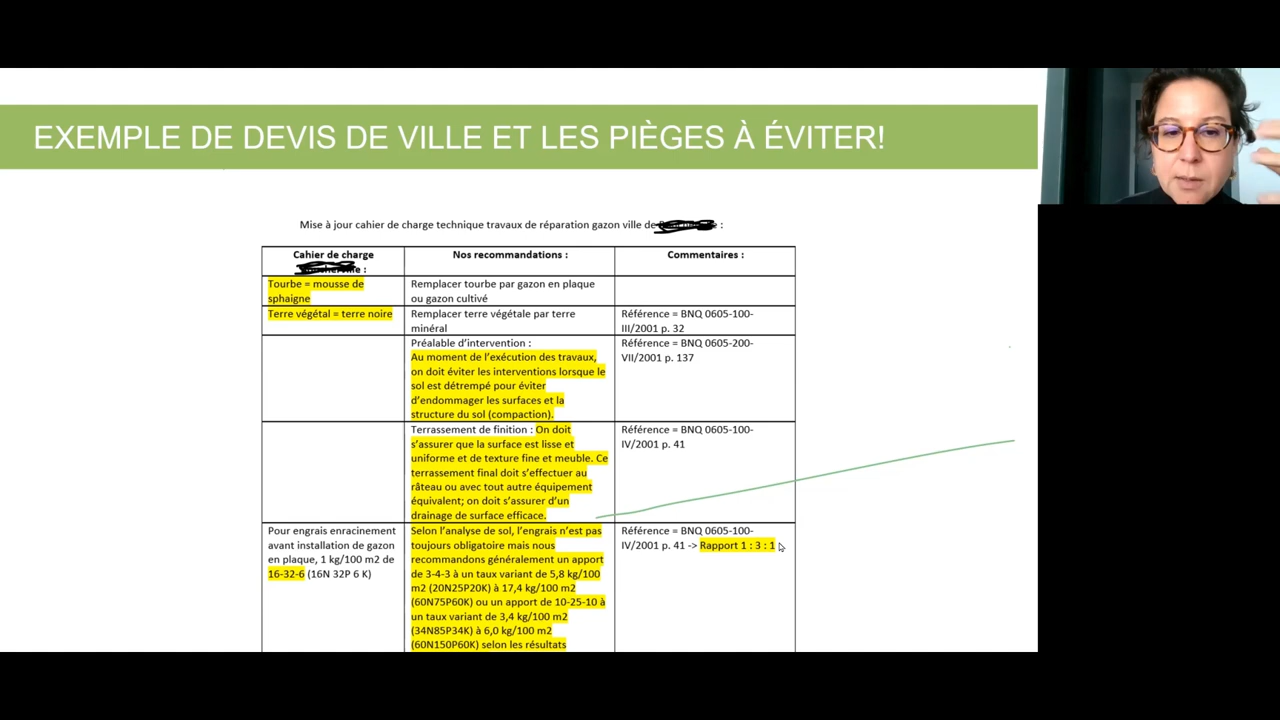 EXEMPLE DE DEVIS DE VILLE ET LES PIÈGES À ÉVITER!
Mise à jour cahier de charge technique travaux de réparation gazon ville de :
Cahier de charge
:
Nos recommandations :
Commentaires :
Tourbe = mousse de
sphaigne
Remplacer tourbe par gazon en plaque
ou gazon cultivé
Terre végétal = terre noire
Remplacer terre végétale par terre
minéral
Référence = BNQ 0605-100-
III/2001 p. 32
Préalable d'intervention :
Au moment de l'exécution des travaux,
on doit éviter les interventions lorsque le
sol est détrempé pour éviter
d'endommager les surfaces et la
structure du sol (compaction).
Référence = BNQ 0605-200-
VII/2001 p. 137
Terrassement de finition : On doit
s'assurer que la surface est lisse et
uniforme et de texture fine et meuble. Ce
terrassement final doit s'effectuer au
râteau ou avec tout autre équipement
équivalent; on doit s'assurer d'un
drainage de surface efficace.
Référence = BNQ 0605-100-
IV/2001 p. 41
Pour engrais enracinement
avant installation de gazon
en plaque, 1 kg/100 m2 de
16-32-6 (16N 32P 6 K)
Selon l'analyse de sol, l'engrais n'est pas
toujours obligatoire mais nous
recommandons généralement un apport
de 3-4-3 à un taux variant de 5,8 kg/100
m2 (20N25P20K) à 17,4 kg/100 m2
(60N75P60K) ou un apport de 10-25-10 à
un taux variant de 3,4 kg/100 m2
(34N85P34K) à 6,0 kg/100 m2
(60N150P60K) selon les résultats
Référence = BNQ 0605-100-
IV/2001 p. 41 -> Rapport 1 : 3 : 1